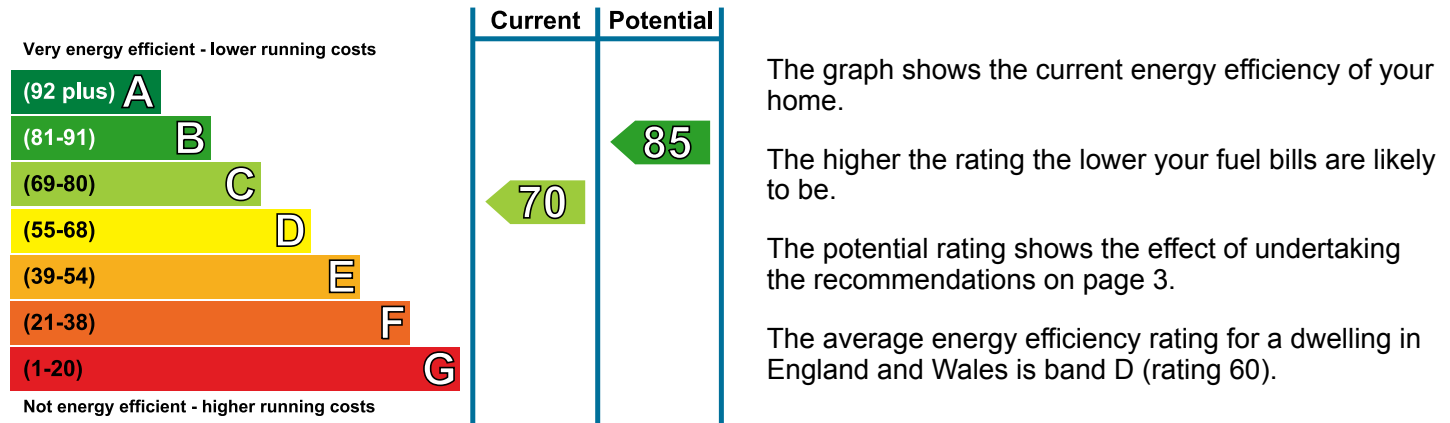 Current Potential
Very energy efficient - lower running costs
(92 plus) A
(81-91) B
85
(69-80) C
70
(55-68) D
(39-54) E
(21-38) F
(1-20) G
Not energy efficient - higher running costs
The graph shows the current energy efficiency of your
home.
The higher the rating the lower your fuel bills are likely
to be.
The potential rating shows the effect of undertaking
the recommendations on page 3.
The average energy efficiency rating for a dwelling in
England and Wales is band D (rating 60).